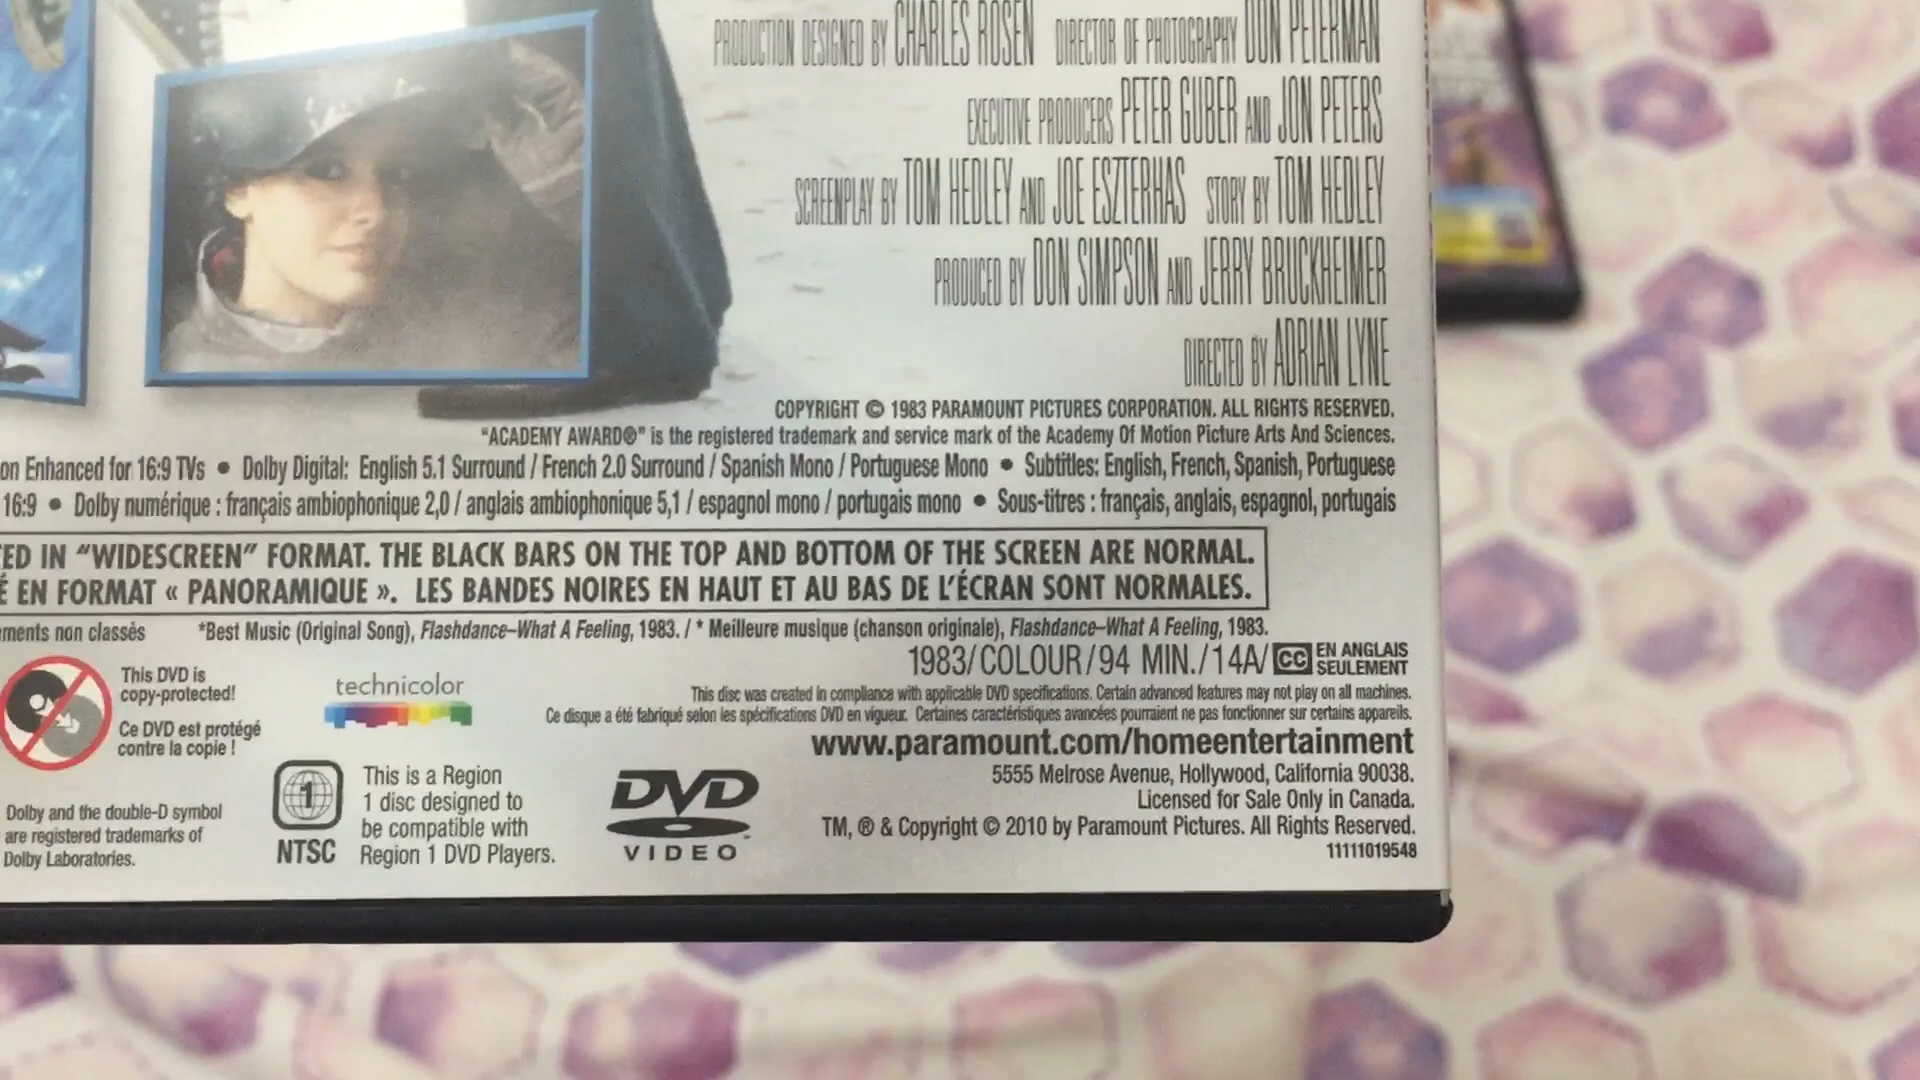 PRODUCTION DESIGNED BY CHARLES ROSEN DIRECTOR OF PHOTOGRAPHY DON PETERMAN
EXECUTIVE PRODUCERS PETER GUBER AND JON PETERS
SCREENPLAY BY TOM HEDLEY AND JOE ESZTERHAS STORY BY TOM HEDLEY
PRODUCED BY DON SIMPSON AND JERRY BRUCKHEIMER
DIRECTED BY ADRIAN LYNE
COPYRIGHT © 1983 PARAMOUNT PICTURES CORPORATION. ALL RIGHTS RESERVED.
“ACADEMY AWARD®” is the registered trademark and service mark of the Academy Of Motion Picture Arts And Sciences.
on Enhanced for 16:9 TVs • Dolby Digital: English 5.1 Surround / French 2.0 Surround / Spanish Mono / Portuguese Mono • Subtitles: English, French, Spanish, Portuguese
16:9 • Dolby numérique : français ambiophonique 2,0 / anglais ambiophonique 5,1 / espagnol mono / portugais mono • Sous-titres : français, anglais, espagnol, portugais
ED IN “WIDESCREEN” FORMAT. THE BLACK BARS ON THE TOP AND BOTTOM OF THE SCREEN ARE NORMAL.
É EN FORMAT « PANORAMIQUE ». LES BANDES NOIRES EN HAUT ET AU BAS DE L’ÉCRAN SONT NORMALES.
ments non classés *Best Music (Original Song), Flashdance–What A Feeling, 1983. / * Meilleure musique (chanson originale), Flashdance–What A Feeling, 1983.
1983/COLOUR/94 MIN./14A/ CC EN ANGLAIS
SEULEMENT
This DVD is
copy-protected!
Ce DVD est protégé
contre la copie !
technicolor
This disc was created in compliance with applicable DVD specifications. Certain advanced features may not play on all machines.
Ce disque a été fabriqué selon les spécifications DVD en vigueur. Certaines caractéristiques avancées pourraient ne pas fonctionner sur certains appareils.
www.paramount.com/homeentertainment
5555 Melrose Avenue, Hollywood, California 90038.
Licensed for Sale Only in Canada.
TM, ® & Copyright © 2010 by Paramount Pictures. All Rights Reserved.
11111019548
Dolby and the double-D symbol
are registered trademarks of
Dolby Laboratories.
1
NTSC
This is a Region
1 disc designed to
be compatible with
Region 1 DVD Players.
DVD
VIDEO